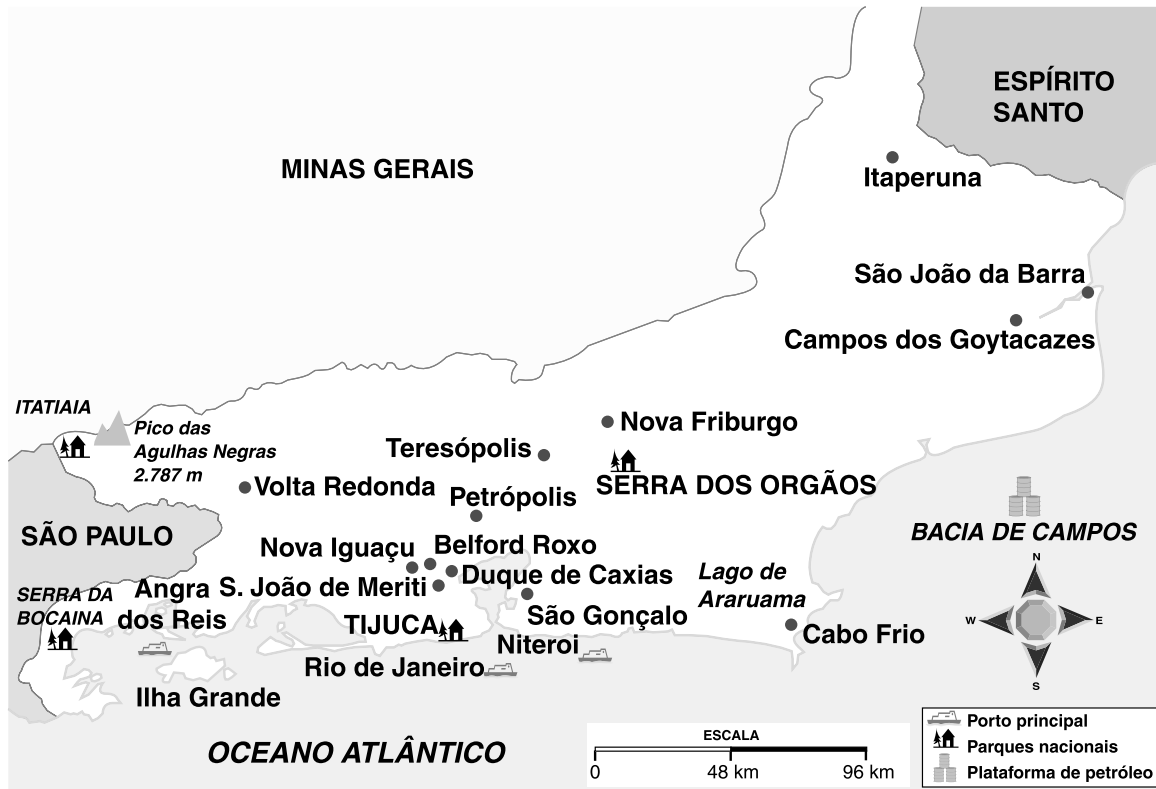 ESPÍRITO
SANTO
MINAS GERAIS
Itaperuna
São João da Barra
Campos dos Goytacazes
ITATIAIA
Pico das
Agulhas Negras
2.787 m
Nova Friburgo
Teresópolis
SERRA DOS ORGÃOS
Volta Redonda
Petrópolis
SÃO PAULO
BACIA DE CAMPOS
Nova Iguaçu
Belford Roxo
Duque de Caxias
Lago de
Araruama
SERRA DA
BOCAINA
Angra
dos Reis
S. João de Meriti
São Gonçalo
TIJUCA
Niteroi
Cabo Frio
Rio de Janeiro
Ilha Grande
OCEANO ATLÂNTICO
N
W
E
S
ESCALA
0 48 km 96 km
Porto principal
Parques nacionais
Plataforma de petróleo